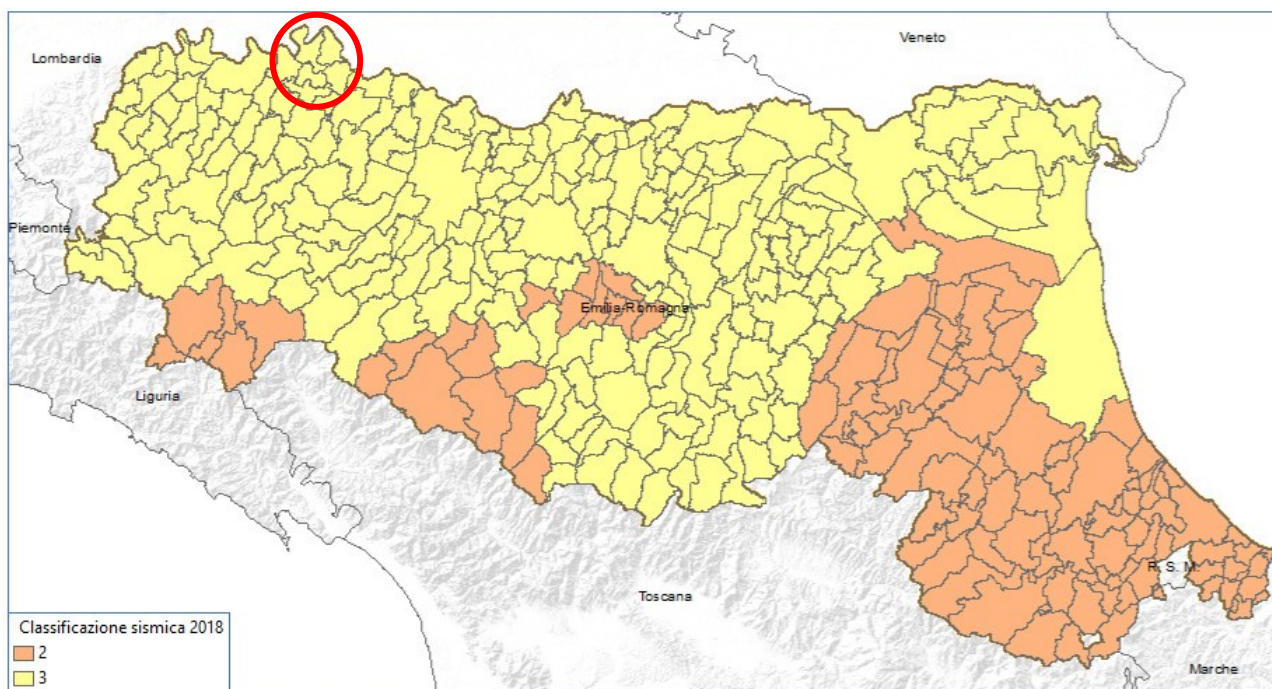 Lombardia
Veneto
Piemonte
Emilia-Romagna
Liguria
R. S. M.
Toscana
Marche
Classificazione sismica 2018
2
3